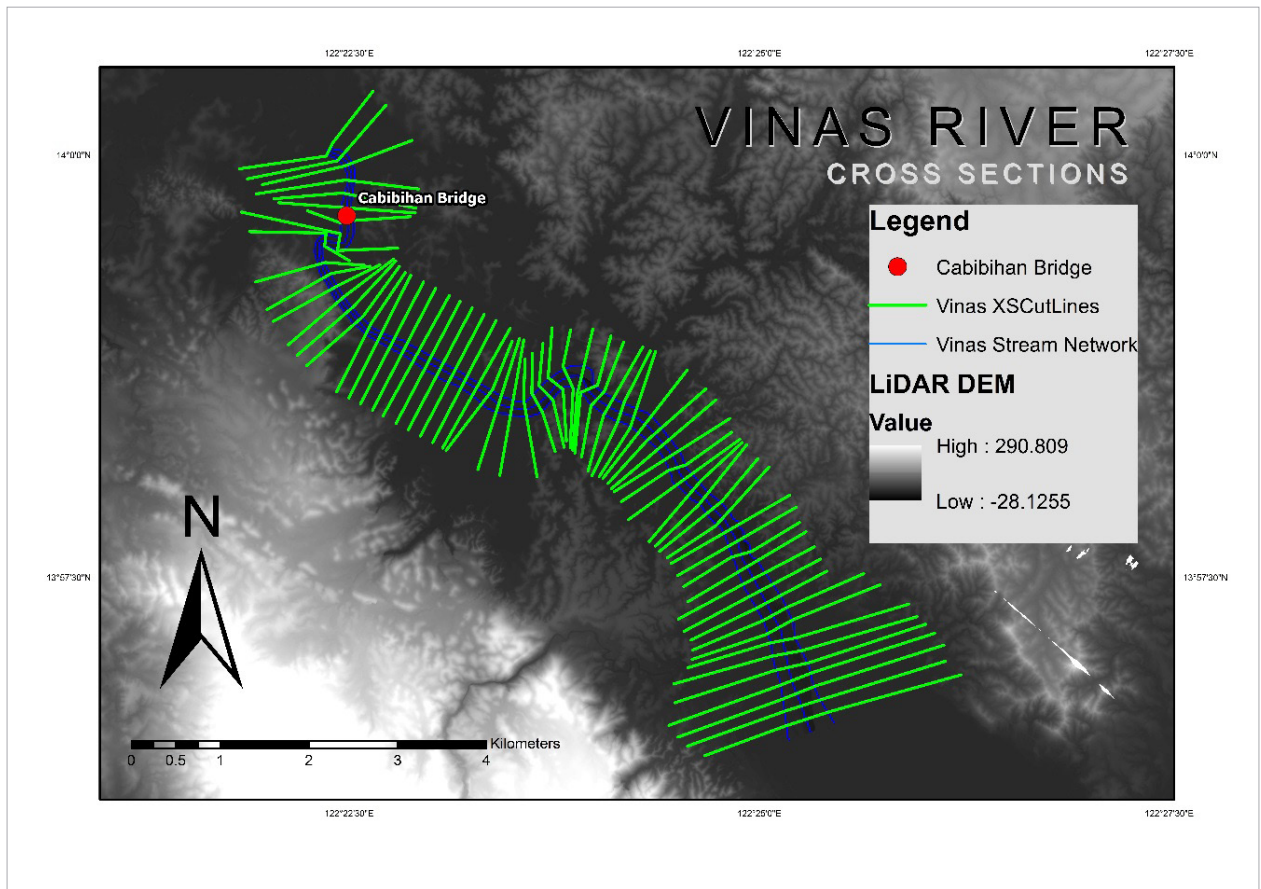 122°22'30"E
122°25'0"E
122°27'30"E
VINAS RIVER
CROSS SECTIONS
14°0'0"N
14°0'0"N
Cabibihan Bridge
Legend
Cabibihan Bridge
Vinas XSCutLines
Vinas Stream Network
LiDAR DEM
Value
High : 290.809
Low : -28.1255
N
13°57'30"N
13°57'30"N
Kilometers
0 0.5 1 2 3 4
122°22'30"E
122°25'0"E
122°27'30"E